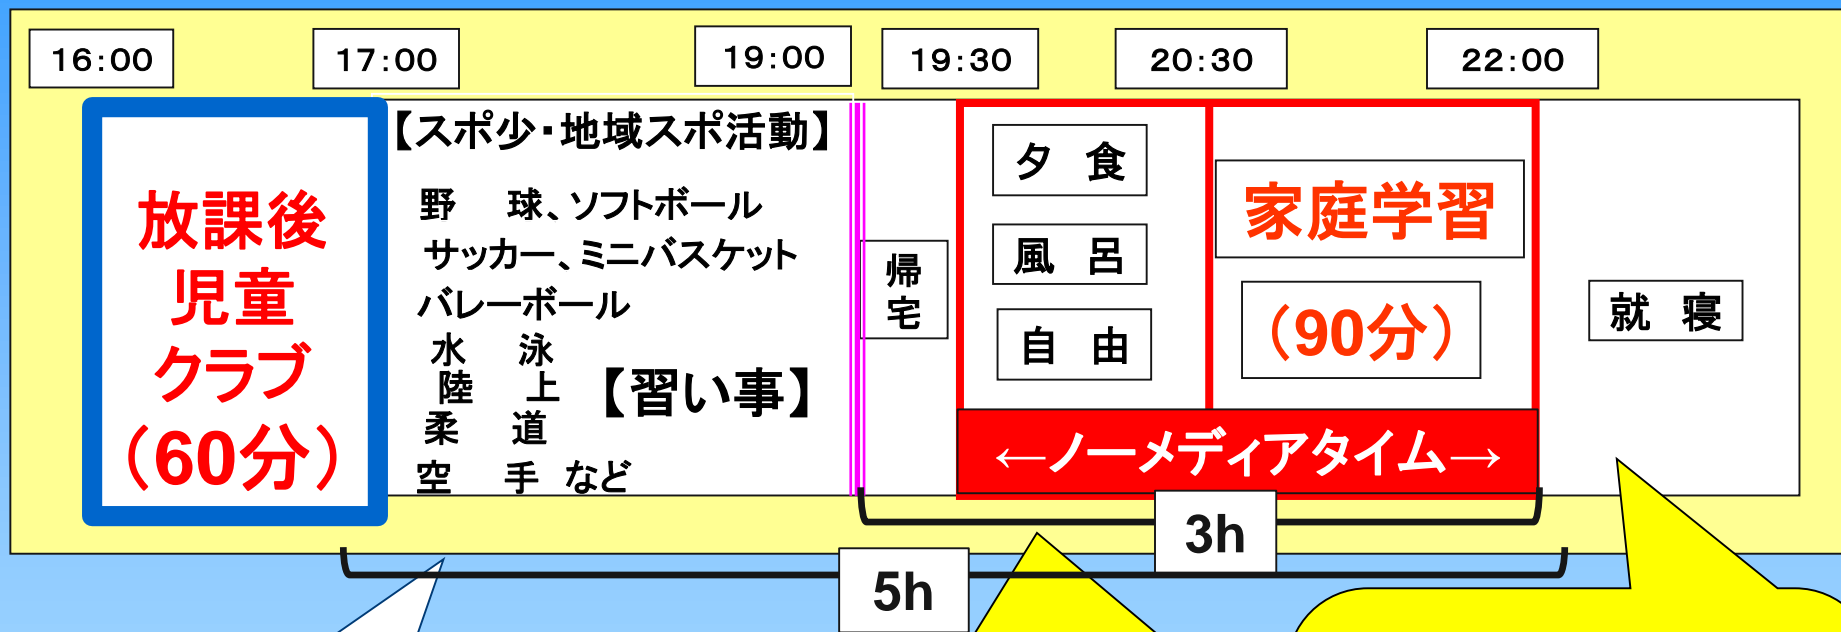 16:00
17:00
19:00
19:30
20:30
22:00
放課後
児童
クラブ
（60分）
【スポ少・地域スポ活動】
野　球、ソフトボール
サッカー、ミニバスケット
バレーボール
水　泳
陸　上
柔　道
空　手　など
【習い事】
帰
宅
夕　食
風　呂
自　由
家庭学習
（90分）
←ノーメディアタイム→
就　寝
3h
5h